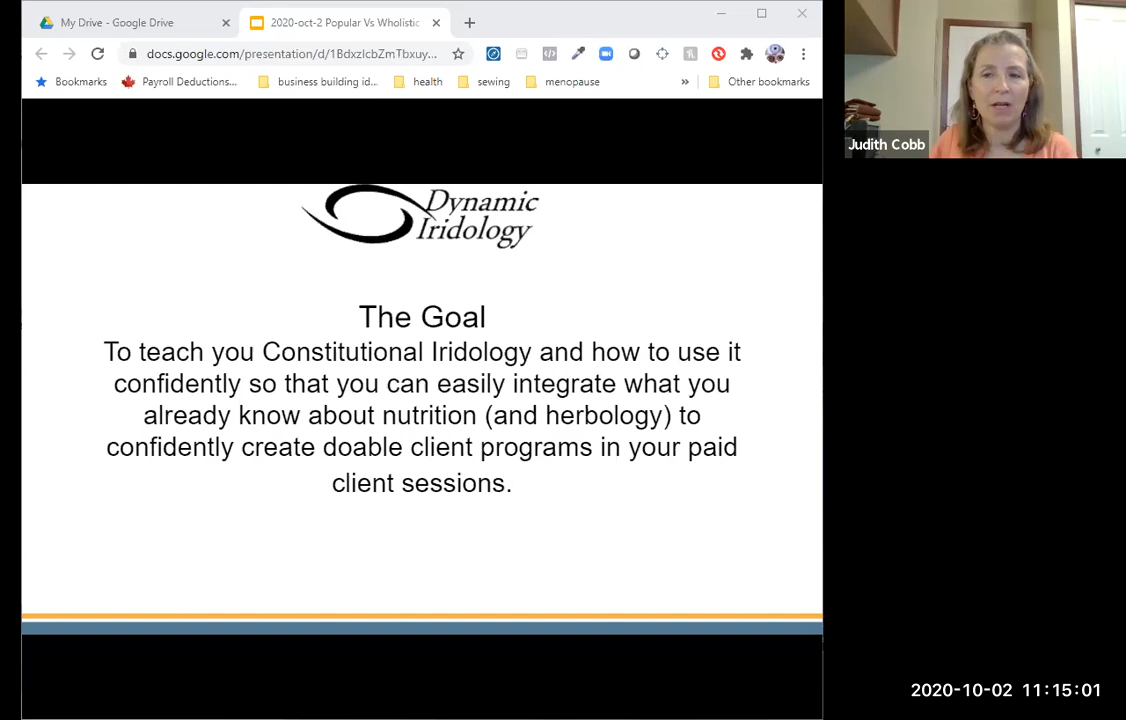 My Drive - Google Drive
2020-oct-2 Popular Vs Wholistic
docs.google.com/presentation/d/1BdxzIcbZmTbxuy...
Bookmarks
Payroll Deductions...
business building id...
health
sewing
menopause
Other bookmarks
Judith Cobb
Dynamic
Iridology
The Goal
To teach you Constitutional Iridology and how to use it
confidently so that you can easily integrate what you
already know about nutrition (and herbology) to
confidently create doable client programs in your paid
client sessions.
2020-10-02 11:15:01